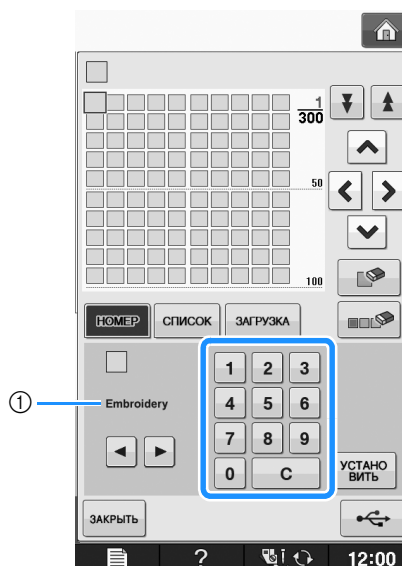 1
300
50
100
НОМЕР СПИСОК ЗАГРУЗКА
① Embroidery
1 2 3
4 5 6
7 8 9
0 C
УСТАНО
ВИТЬ
ЗАКРЫТЬ
? 12:00